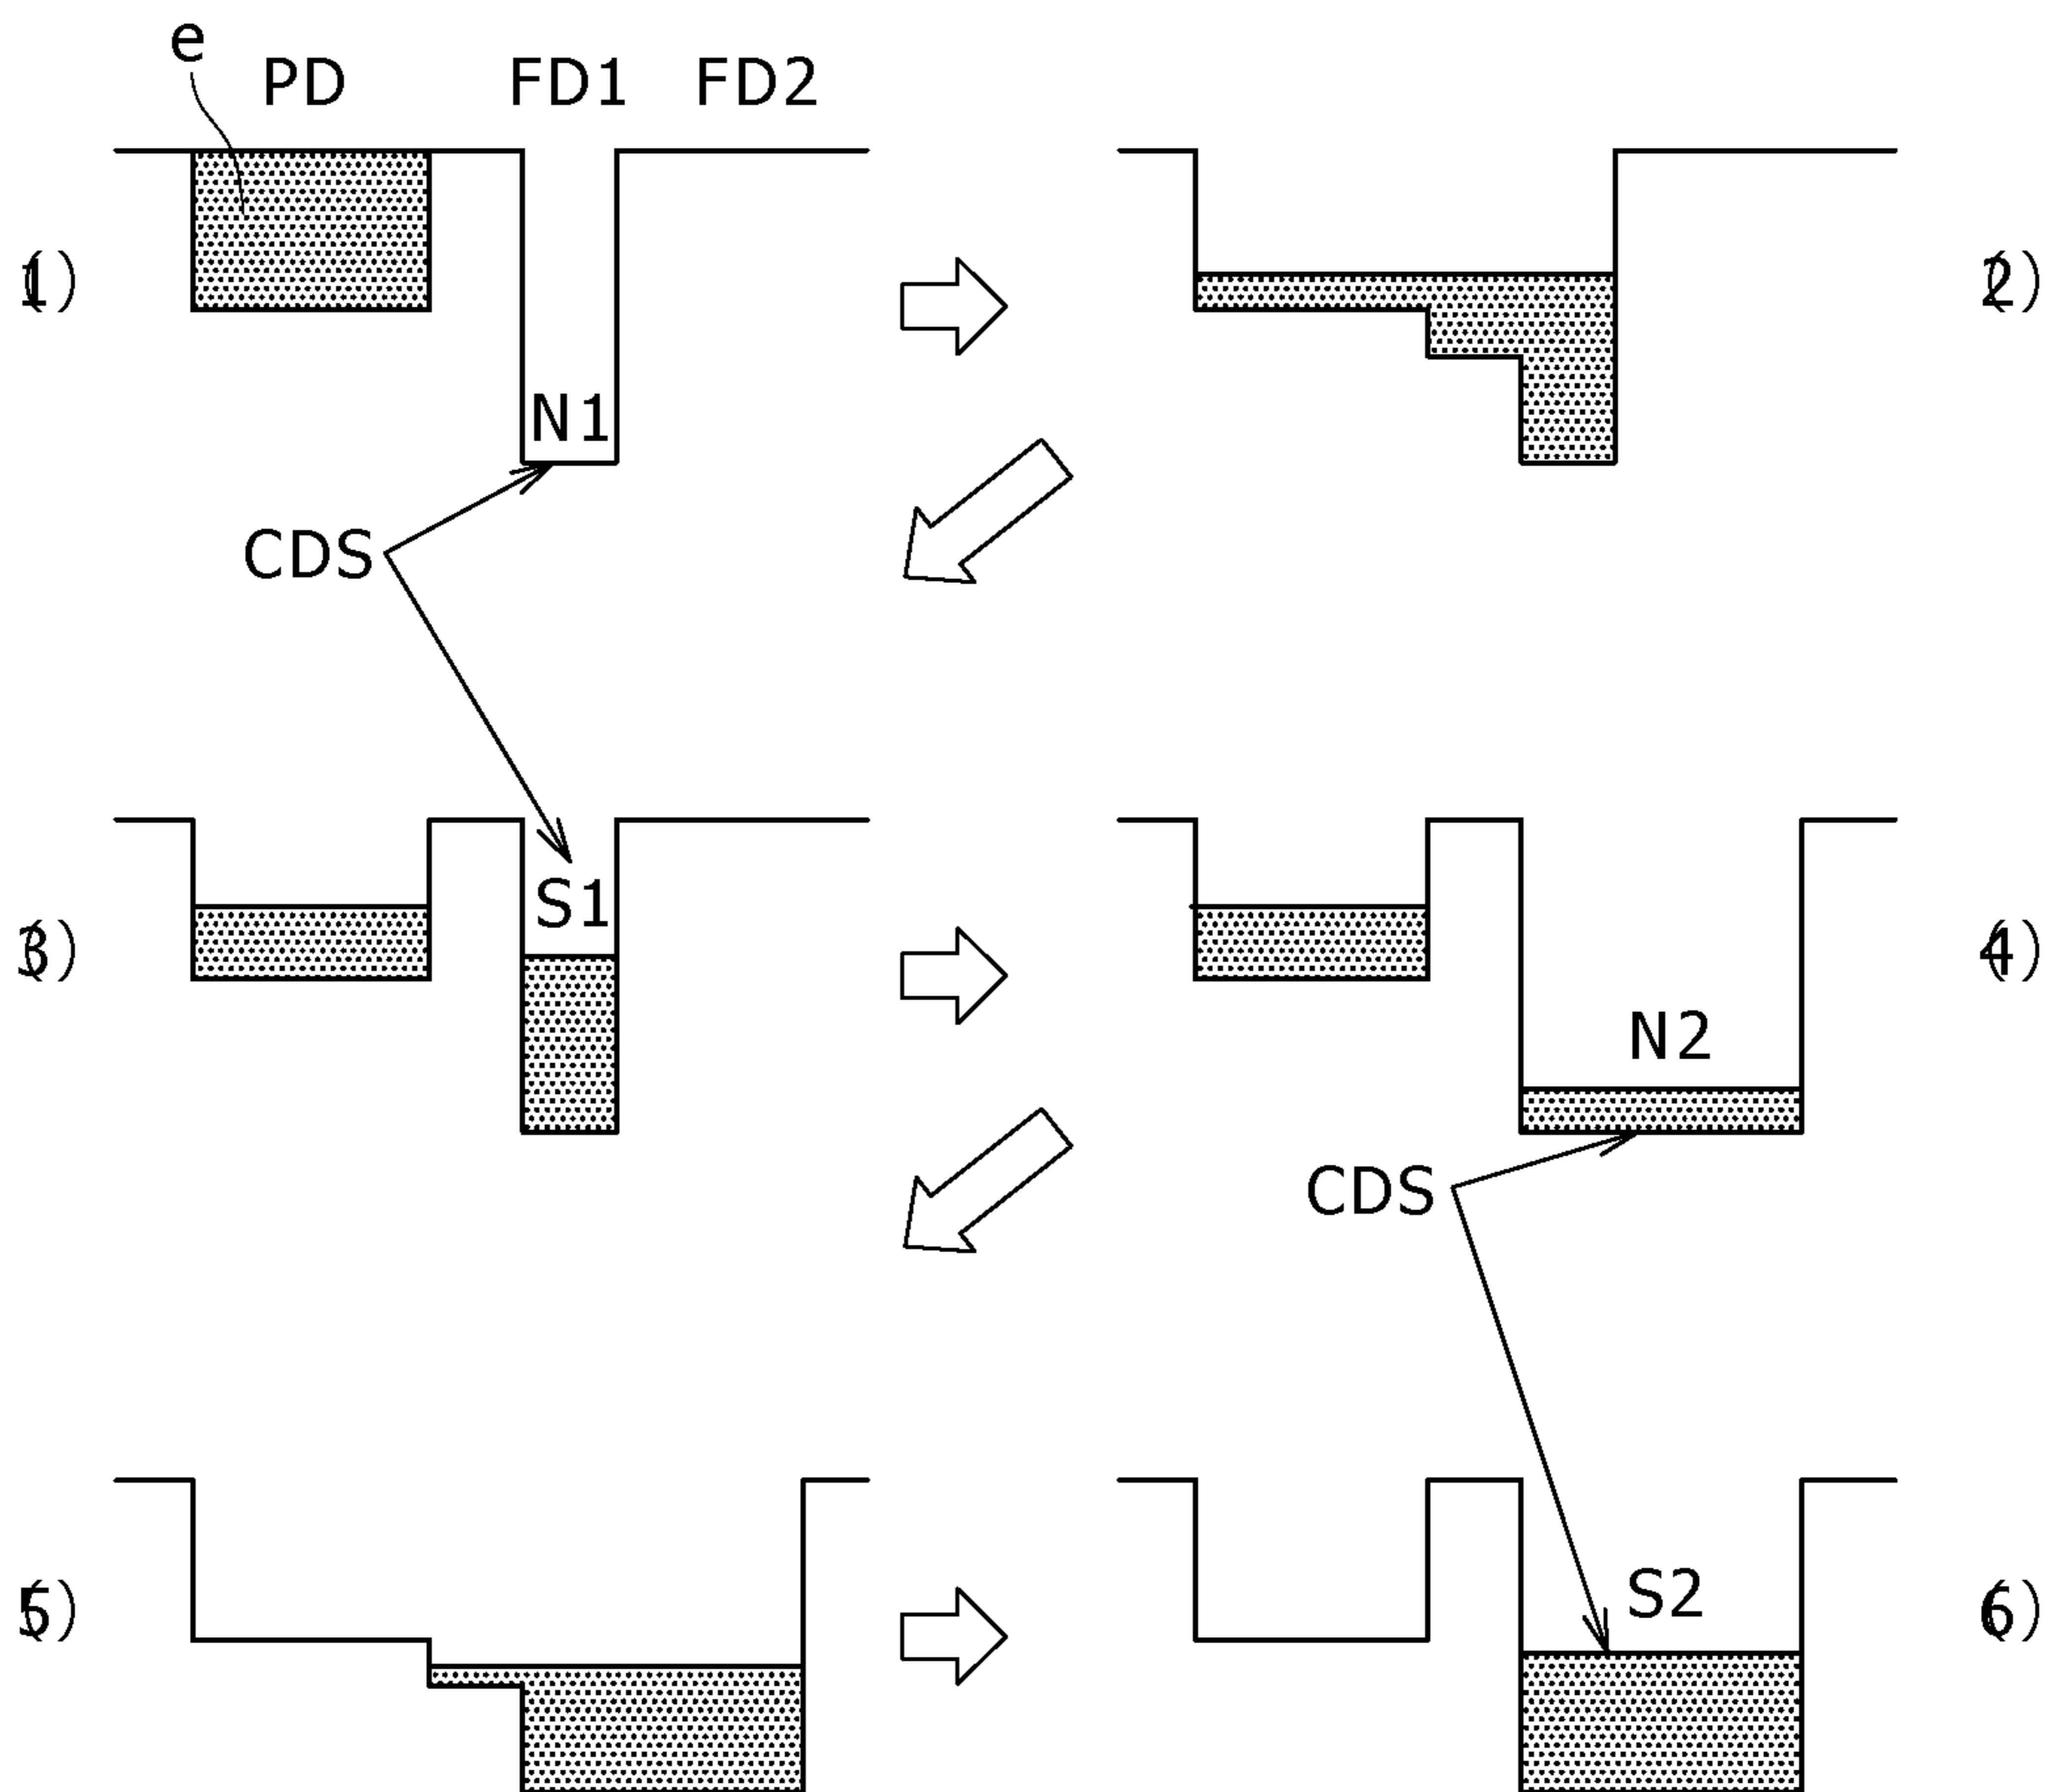 e
PD FD1 FD2
(1) (2)
N1
CDS
S1
(3) (4)
N2
CDS
S2
(5) (6)